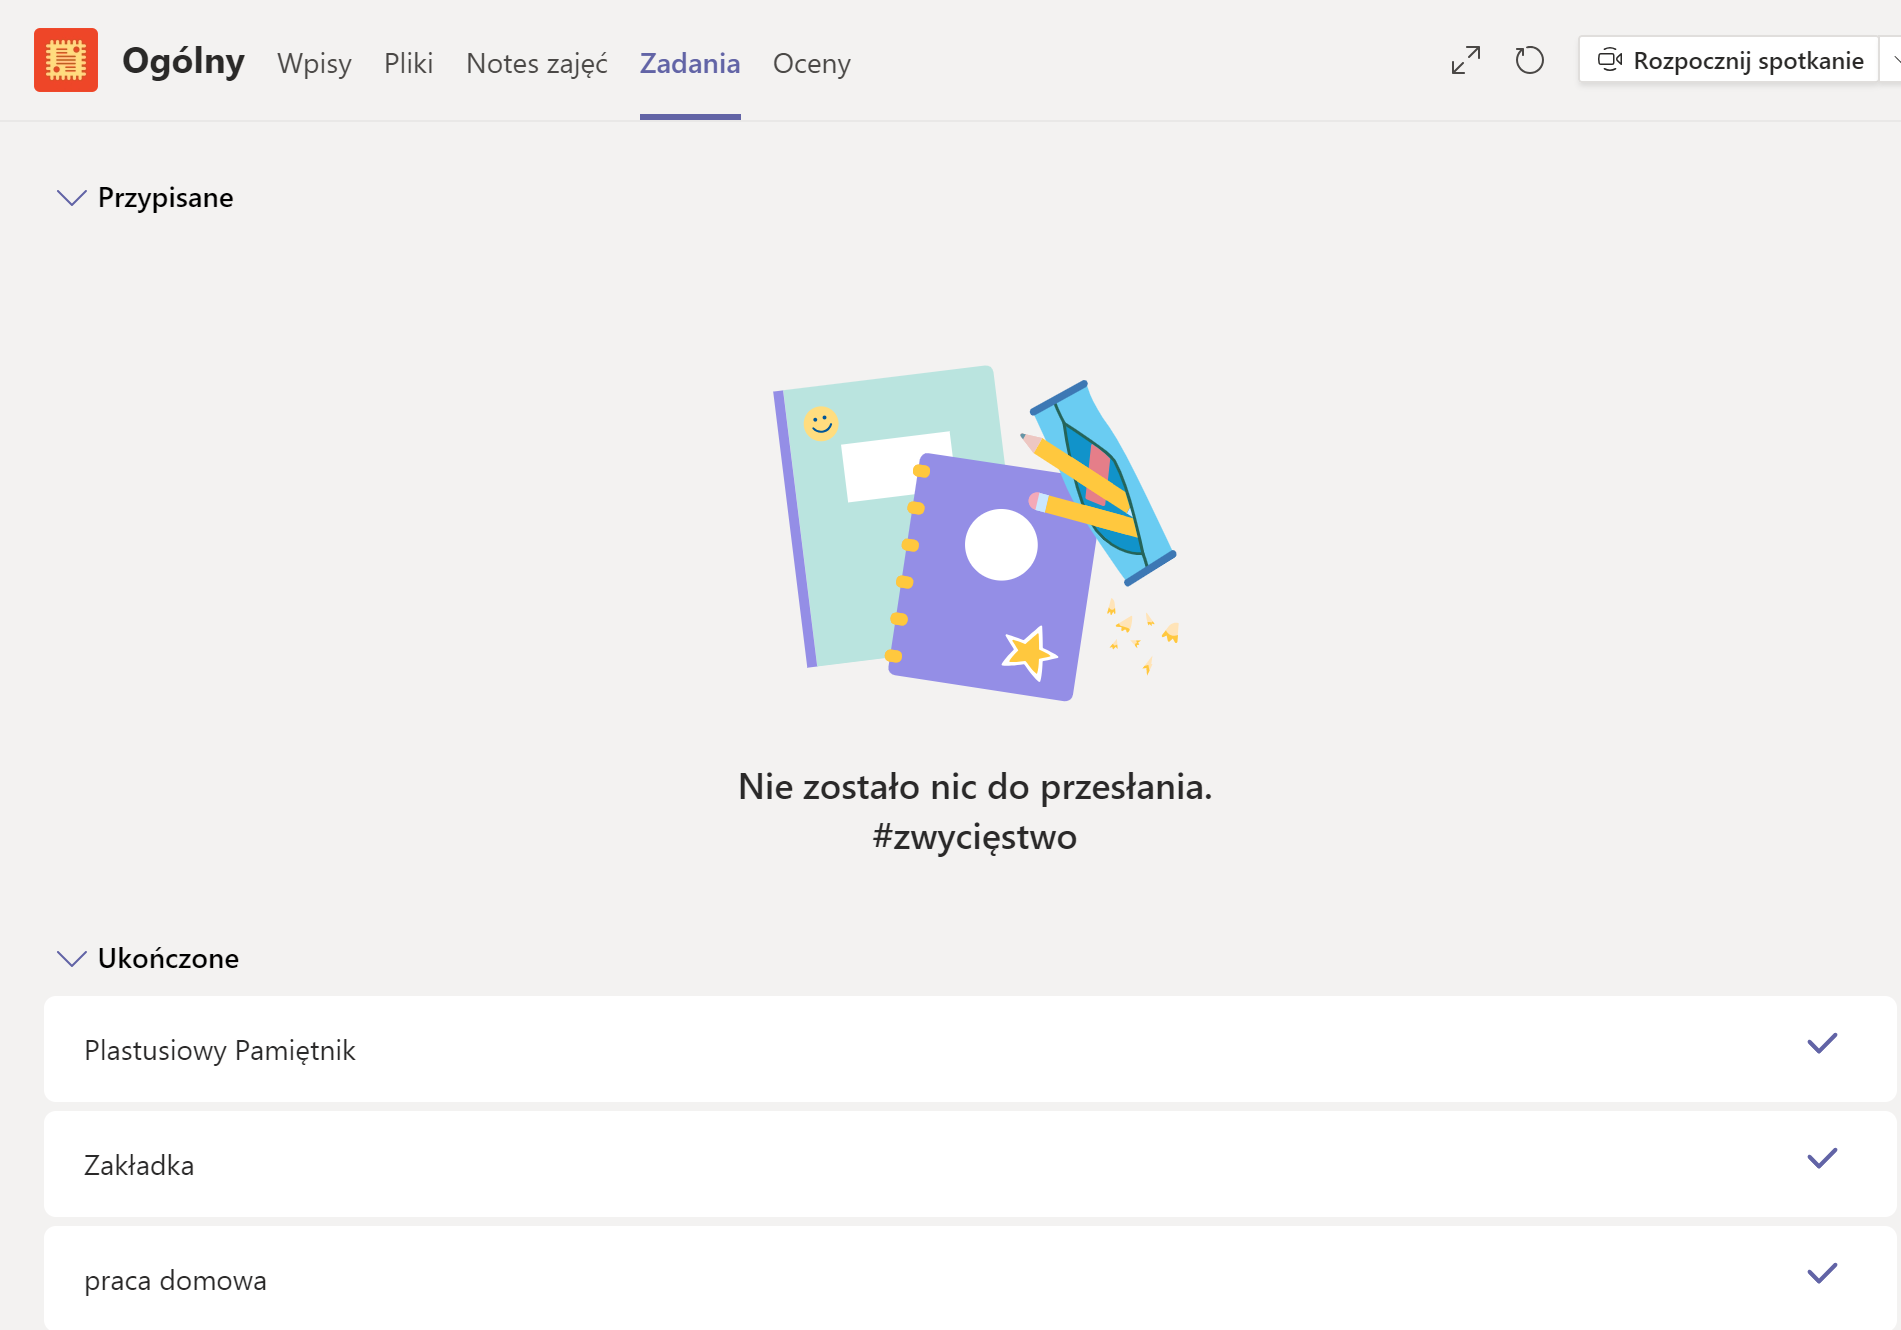 Ogólny Wpisy Pliki Notes zajęć Zadania Oceny Rozpocznij spotkanie
Przypisane
Nie zostało nic do przesłania.
#zwycięstwo
Ukończone
Plastusiowy Pamiętnik
Zakładka
praca domowa